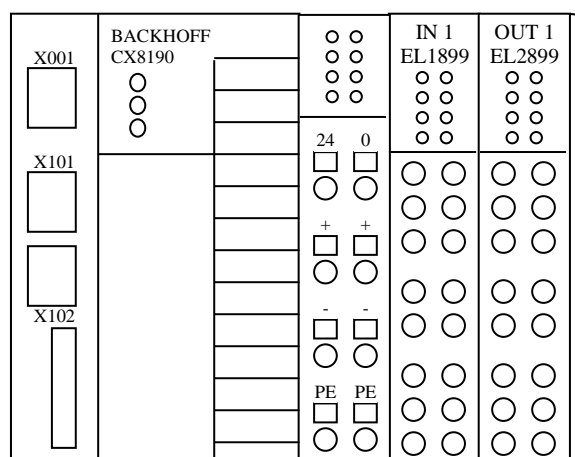 X001
X101
X102
BACKHOFF
CX8190
24 0
+ +
- -
PE PE
IN 1
EL1899
OUT 1
EL2899